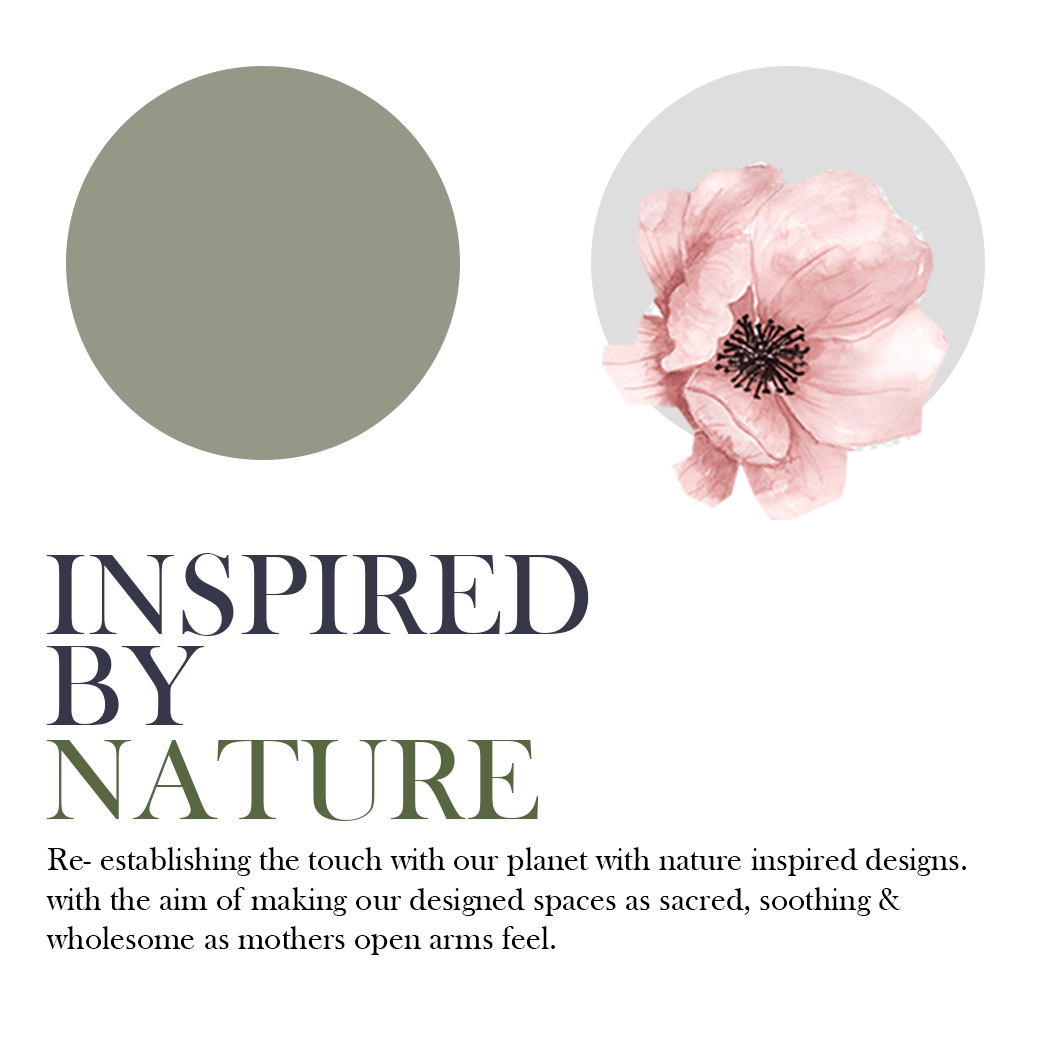 INSPIRED
BY
NATURE
Re- establishing the touch with our planet with nature inspired designs.
with the aim of making our designed spaces as sacred, soothing &
wholesome as mothers open arms feel.